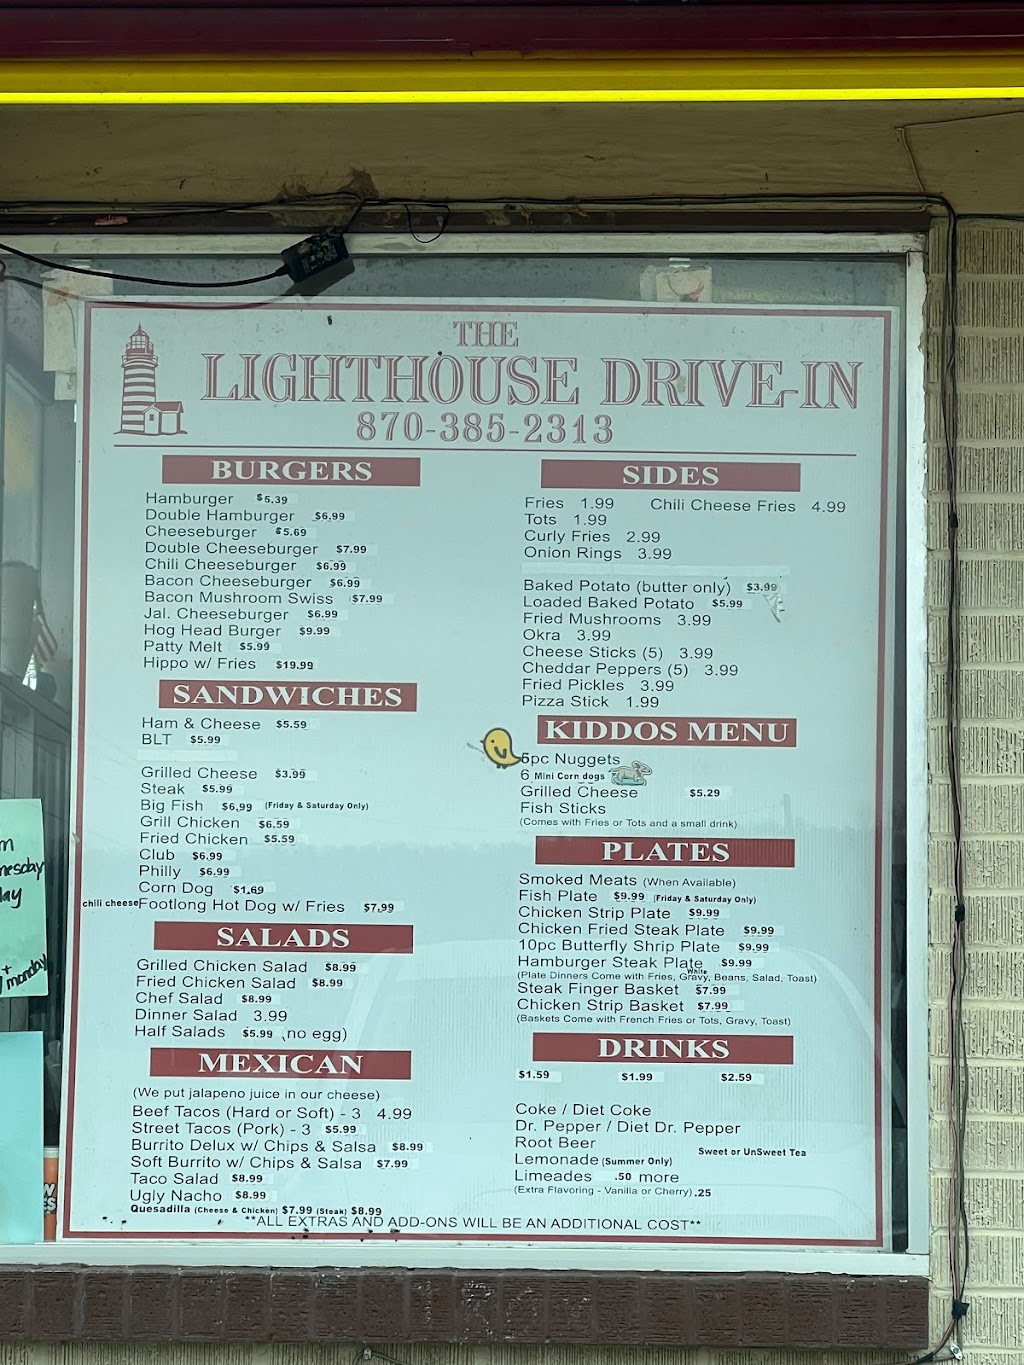 THE
LIGHTHOUSE DRIVE-IN
870-385-2313
BURGERS
Hamburger $5.39
Double Hamburger $6.99
Cheeseburger $5.69
Double Cheeseburger $7.99
Chili Cheeseburger $6.99
Bacon Cheeseburger $6.99
Bacon Mushroom Swiss $7.99
Jal. Cheeseburger $6.99
Hog Head Burger $9.99
Patty Melt $5.99
Hippo w/ Fries $19.99
SANDWICHES
Ham & Cheese $5.59
BLT $5.99
Grilled Cheese $3.99
Steak $5.99
Big Fish $6.99 (Friday & Saturday Only)
Grill Chicken $6.59
Fried Chicken $5.59
Club $6.99
Philly $6.99
Corn Dog $1.69
chili cheese Footlong Hot Dog w/ Fries $7.99
SALADS
Grilled Chicken Salad $8.99
Fried Chicken Salad $8.99
Chef Salad $8.99
Dinner Salad 3.99
Half Salads $5.99 (no egg)
MEXICAN
(We put jalapeno juice in our cheese)
Beef Tacos (Hard or Soft) - 3 4.99
Street Tacos (Pork) - 3 $5.99
Burrito Delux w/ Chips & Salsa $8.99
Soft Burrito w/ Chips & Salsa $7.99
Taco Salad $8.99
Ugly Nacho $8.99
Quesadilla (Cheese & Chicken) $7.99 (Steak) $8.99
SIDES
Fries 1.99 Chili Cheese Fries 4.99
Tots 1.99
Curly Fries 2.99
Onion Rings 3.99
Baked Potato (butter only) $3.99
Loaded Baked Potato $5.99
Fried Mushrooms 3.99
Okra 3.99
Cheese Sticks (5) 3.99
Cheddar Peppers (5) 3.99
Fried Pickles 3.99
Pizza Stick 1.99
KIDDOS MENU
5pc Nuggets
6 Mini Corn dogs
Grilled Cheese $5.29
Fish Sticks
(Comes with Fries or Tots and a small drink)
PLATES
Smoked Meats (When Available)
Fish Plate $9.99 (Friday & Saturday Only)
Chicken Strip Plate $9.99
Chicken Fried Steak Plate $9.99
10pc Butterfly Shrip Plate $9.99
Hamburger Steak Plate $9.99
White
(Plate Dinners Come with Fries, Gravy, Beans, Salad, Toast)
Steak Finger Basket $7.99
Chicken Strip Basket $7.99
(Baskets Come with French Fries or Tots, Gravy, Toast)
DRINKS
$1.59 $1.99 $2.59
Coke / Diet Coke
Dr. Pepper / Diet Dr. Pepper
Root Beer
Lemonade (Summer Only) Sweet or UnSweet Tea
Limeades .50 more
(Extra Flavoring - Vanilla or Cherry) .25
**ALL EXTRAS AND ADD-ONS WILL BE AN ADDITIONAL COST**
+
monday